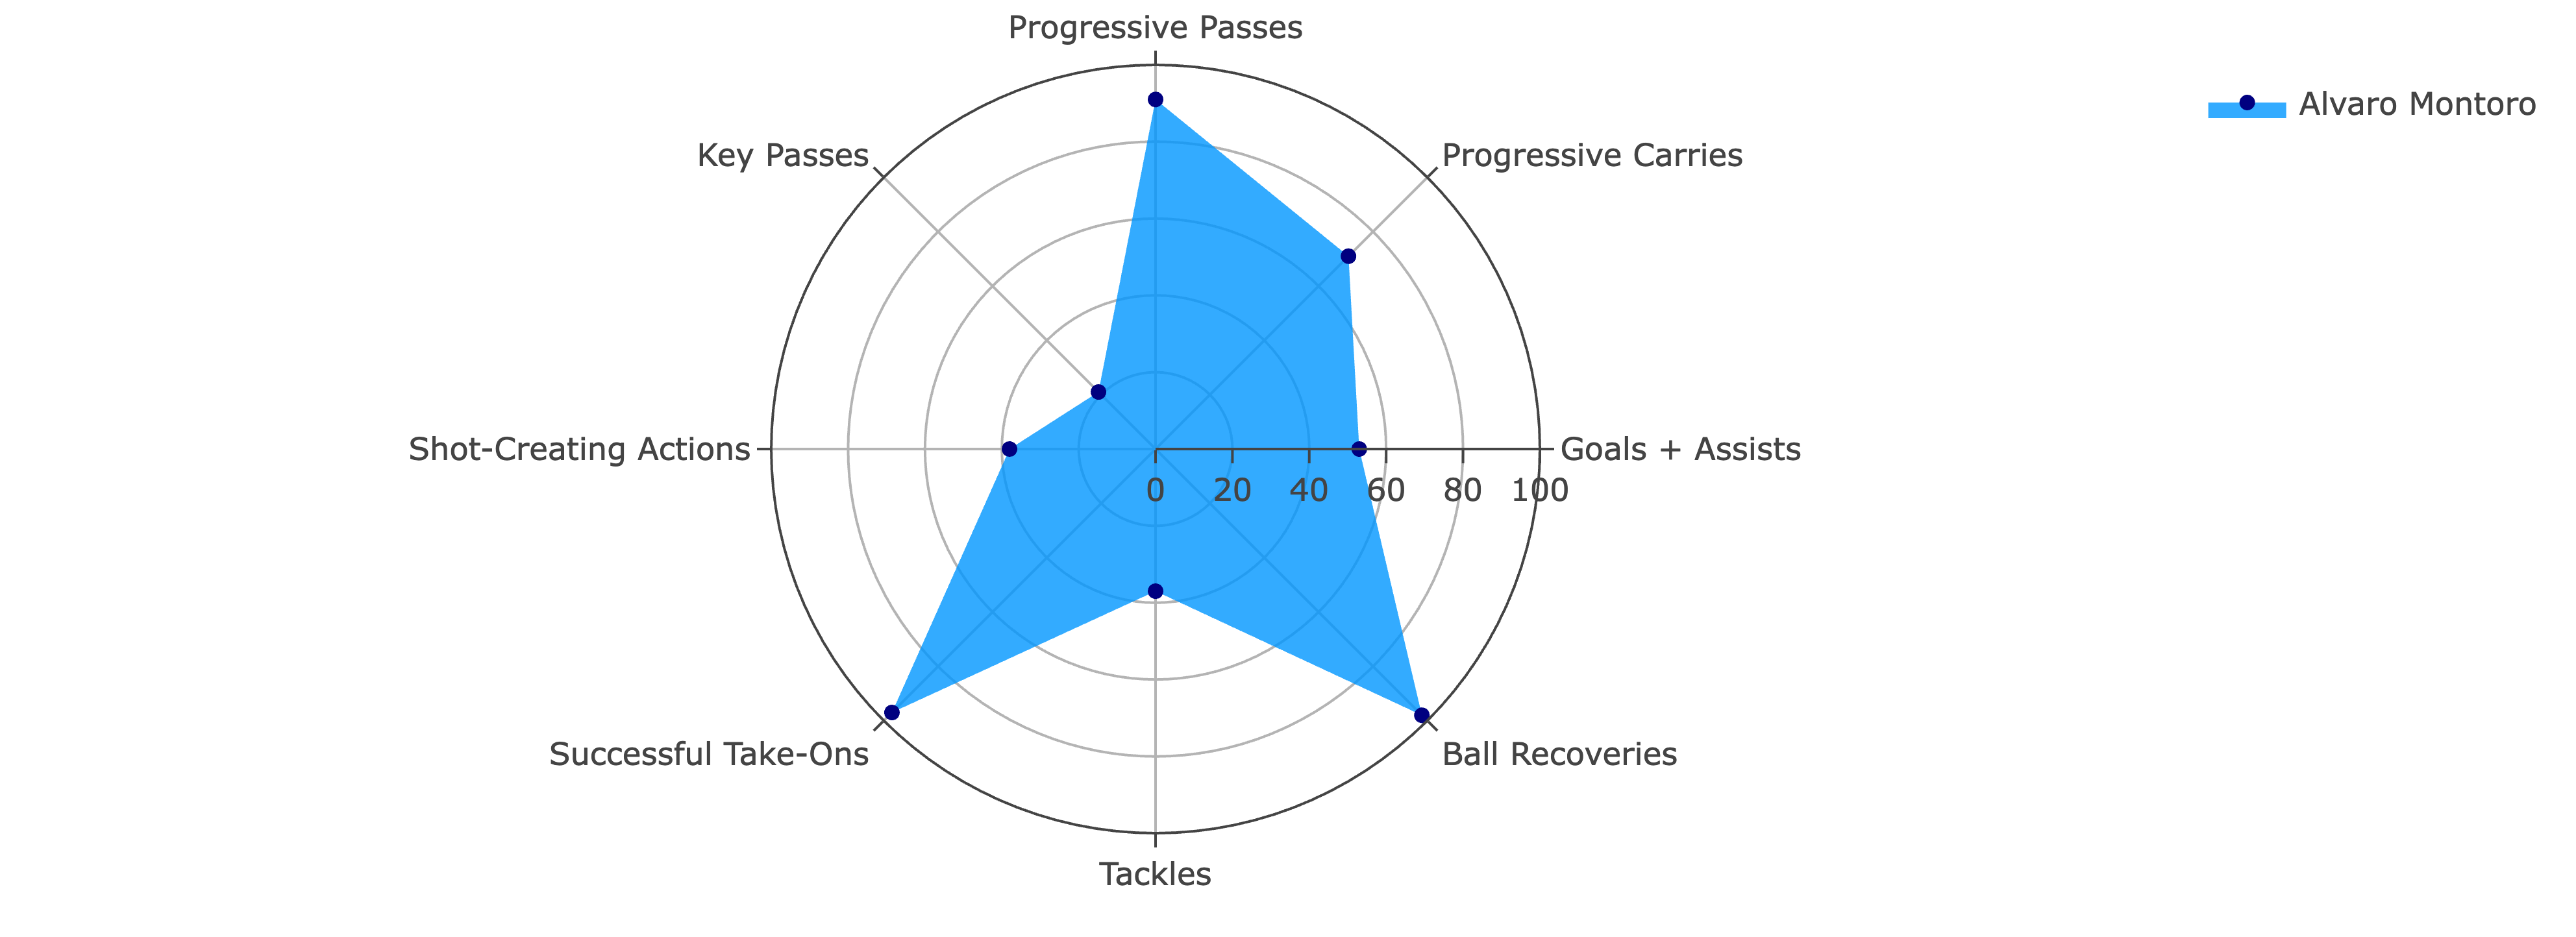 Progressive Passes
Alvaro Montoro
Key Passes
Progressive Carries
Shot-Creating Actions
Goals + Assists
0 20 40 60 80 100
Successful Take-Ons
Ball Recoveries
Tackles